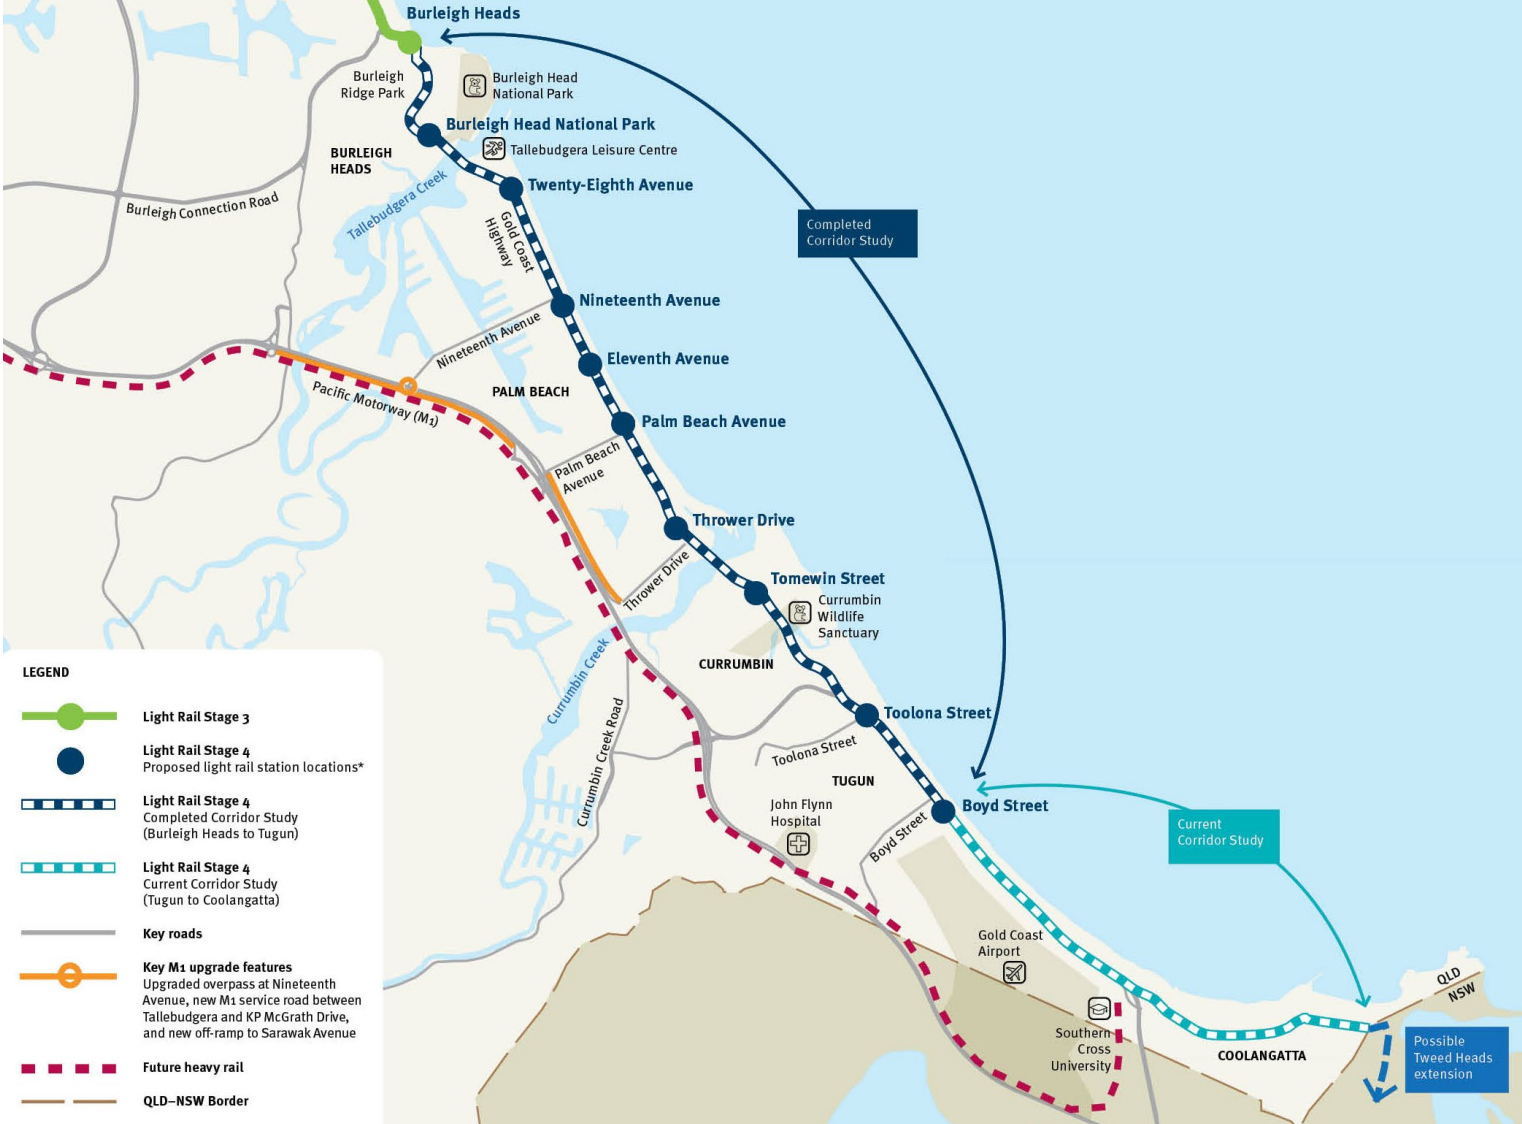 Burleigh Heads
Burleigh
Ridge Park
Burleigh Head
National Park
Burleigh Head National Park
BURLEIGH
HEADS
Tallebudgera Leisure Centre
Tallebudgera Creek
Twenty-Eighth Avenue
Burleigh Connection Road
Gold Coast
Highway
Completed
Corridor Study
Nineteenth Avenue
Nineteenth Avenue
Eleventh Avenue
Pacific Motorway (M1)
PALM BEACH
Palm Beach Avenue
Palm Beach
Avenue
Thrower Drive
Thrower Drive
Tomewin Street
Currumbin
Wildlife
Sanctuary
Currumbin Creek
CURRUMBIN
Currumbin Creek Road
Toolona Street
Toolona Street
TUGUN
John Flynn
Hospital
Boyd Street
Boyd Street
Current
Corridor Study
Gold Coast
Airport
Southern
Cross
University
COOLANGATTA
QLD
NSW
Possible
Tweed Heads
extension
LEGEND
Light Rail Stage 3
Light Rail Stage 4
Proposed light rail station locations*
Light Rail Stage 4
Completed Corridor Study
(Burleigh Heads to Tugun)
Light Rail Stage 4
Current Corridor Study
(Tugun to Coolangatta)
Key roads
Key M1 upgrade features
Upgraded overpass at Nineteenth
Avenue, new M1 service road between
Tallebudgera and KP McGrath Drive,
and new off-ramp to Sarawak Avenue
Future heavy rail
QLD–NSW Border